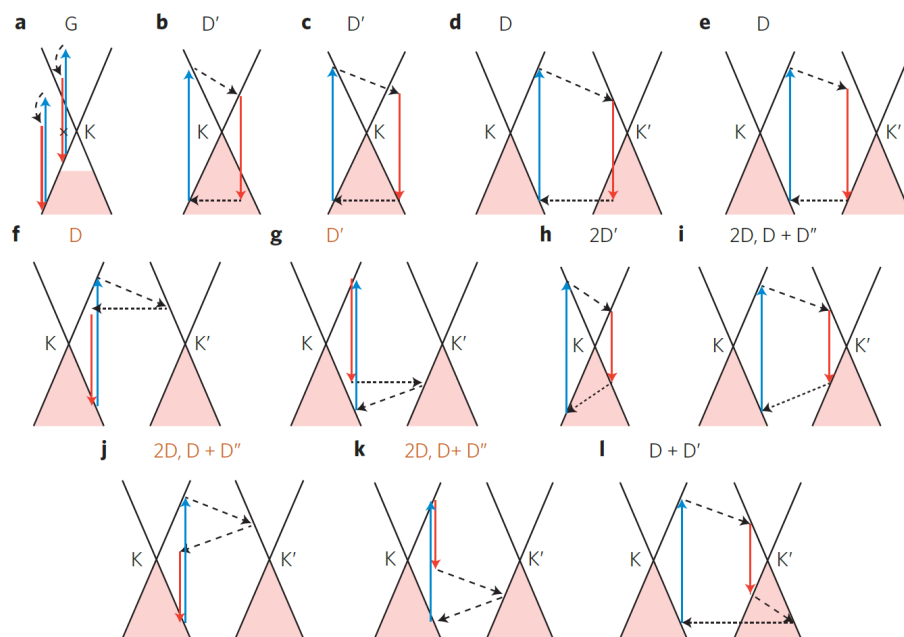 a G
b D′
c D′
d D
e D
K
K
K
K K′
K K′
f D
g D′
h 2D′
i 2D, D + D″
K K′
K K′
K
K K′
j 2D, D + D″
k 2D, D+ D″
l D + D′
K K′
K K′
K K′